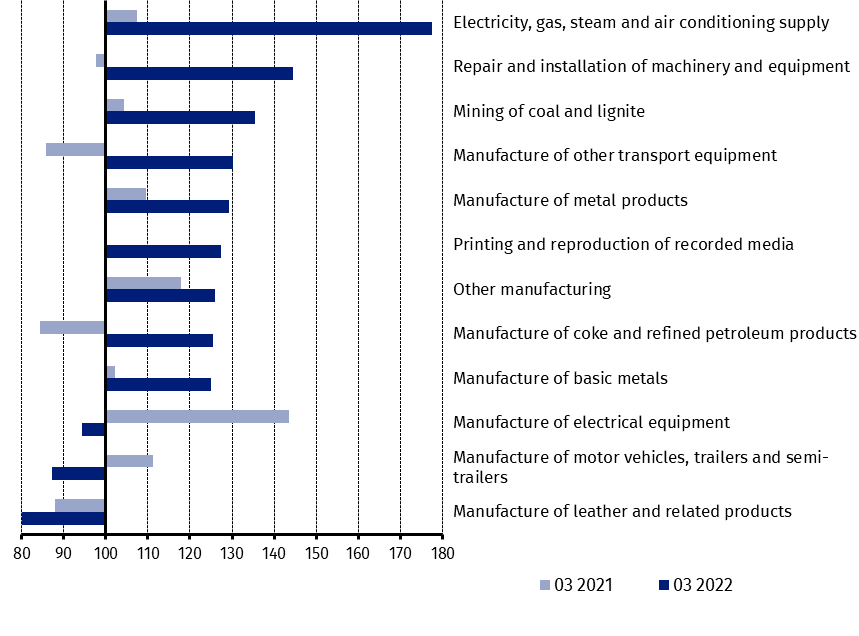 Electricity, gas, steam and air conditioning supply
Repair and installation of machinery and equipment
Mining of coal and lignite
Manufacture of other transport equipment
Manufacture of metal products
Printing and reproduction of recorded media
Other manufacturing
Manufacture of coke and refined petroleum products
Manufacture of basic metals
Manufacture of electrical equipment
Manufacture of motor vehicles, trailers and semi-
trailers
Manufacture of leather and related products
80 90 100 110 120 130 140 150 160 170 180
03 2021 03 2022